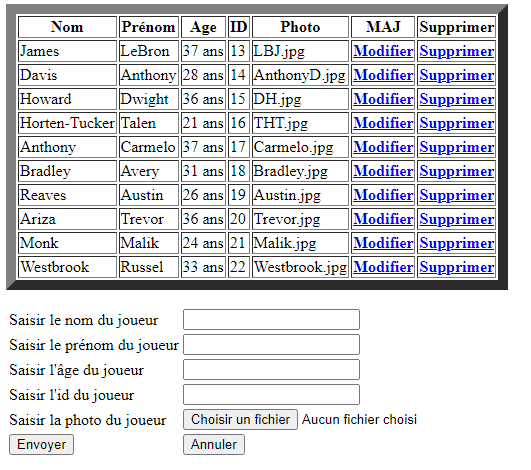 Nom Prénom Age ID Photo MAJ Supprimer
James LeBron 37 ans 13 LBJ.jpg Modifier Supprimer
Davis Anthony 28 ans 14 AnthonyD.jpg Modifier Supprimer
Howard Dwight 36 ans 15 DH.jpg Modifier Supprimer
Horten-Tucker Talen 21 ans 16 THT.jpg Modifier Supprimer
Anthony Carmelo 37 ans 17 Carmelo.jpg Modifier Supprimer
Bradley Avery 31 ans 18 Bradley.jpg Modifier Supprimer
Reaves Austin 26 ans 19 Austin.jpg Modifier Supprimer
Ariza Trevor 36 ans 20 Trevor.jpg Modifier Supprimer
Monk Malik 24 ans 21 Malik.jpg Modifier Supprimer
Westbrook Russel 33 ans 22 Westbrook.jpg Modifier Supprimer
Saisir le nom du joueur
Saisir le prénom du joueur
Saisir l'âge du joueur
Saisir l'id du joueur
Saisir la photo du joueur Choisir un fichier Aucun fichier choisi
Envoyer Annuler